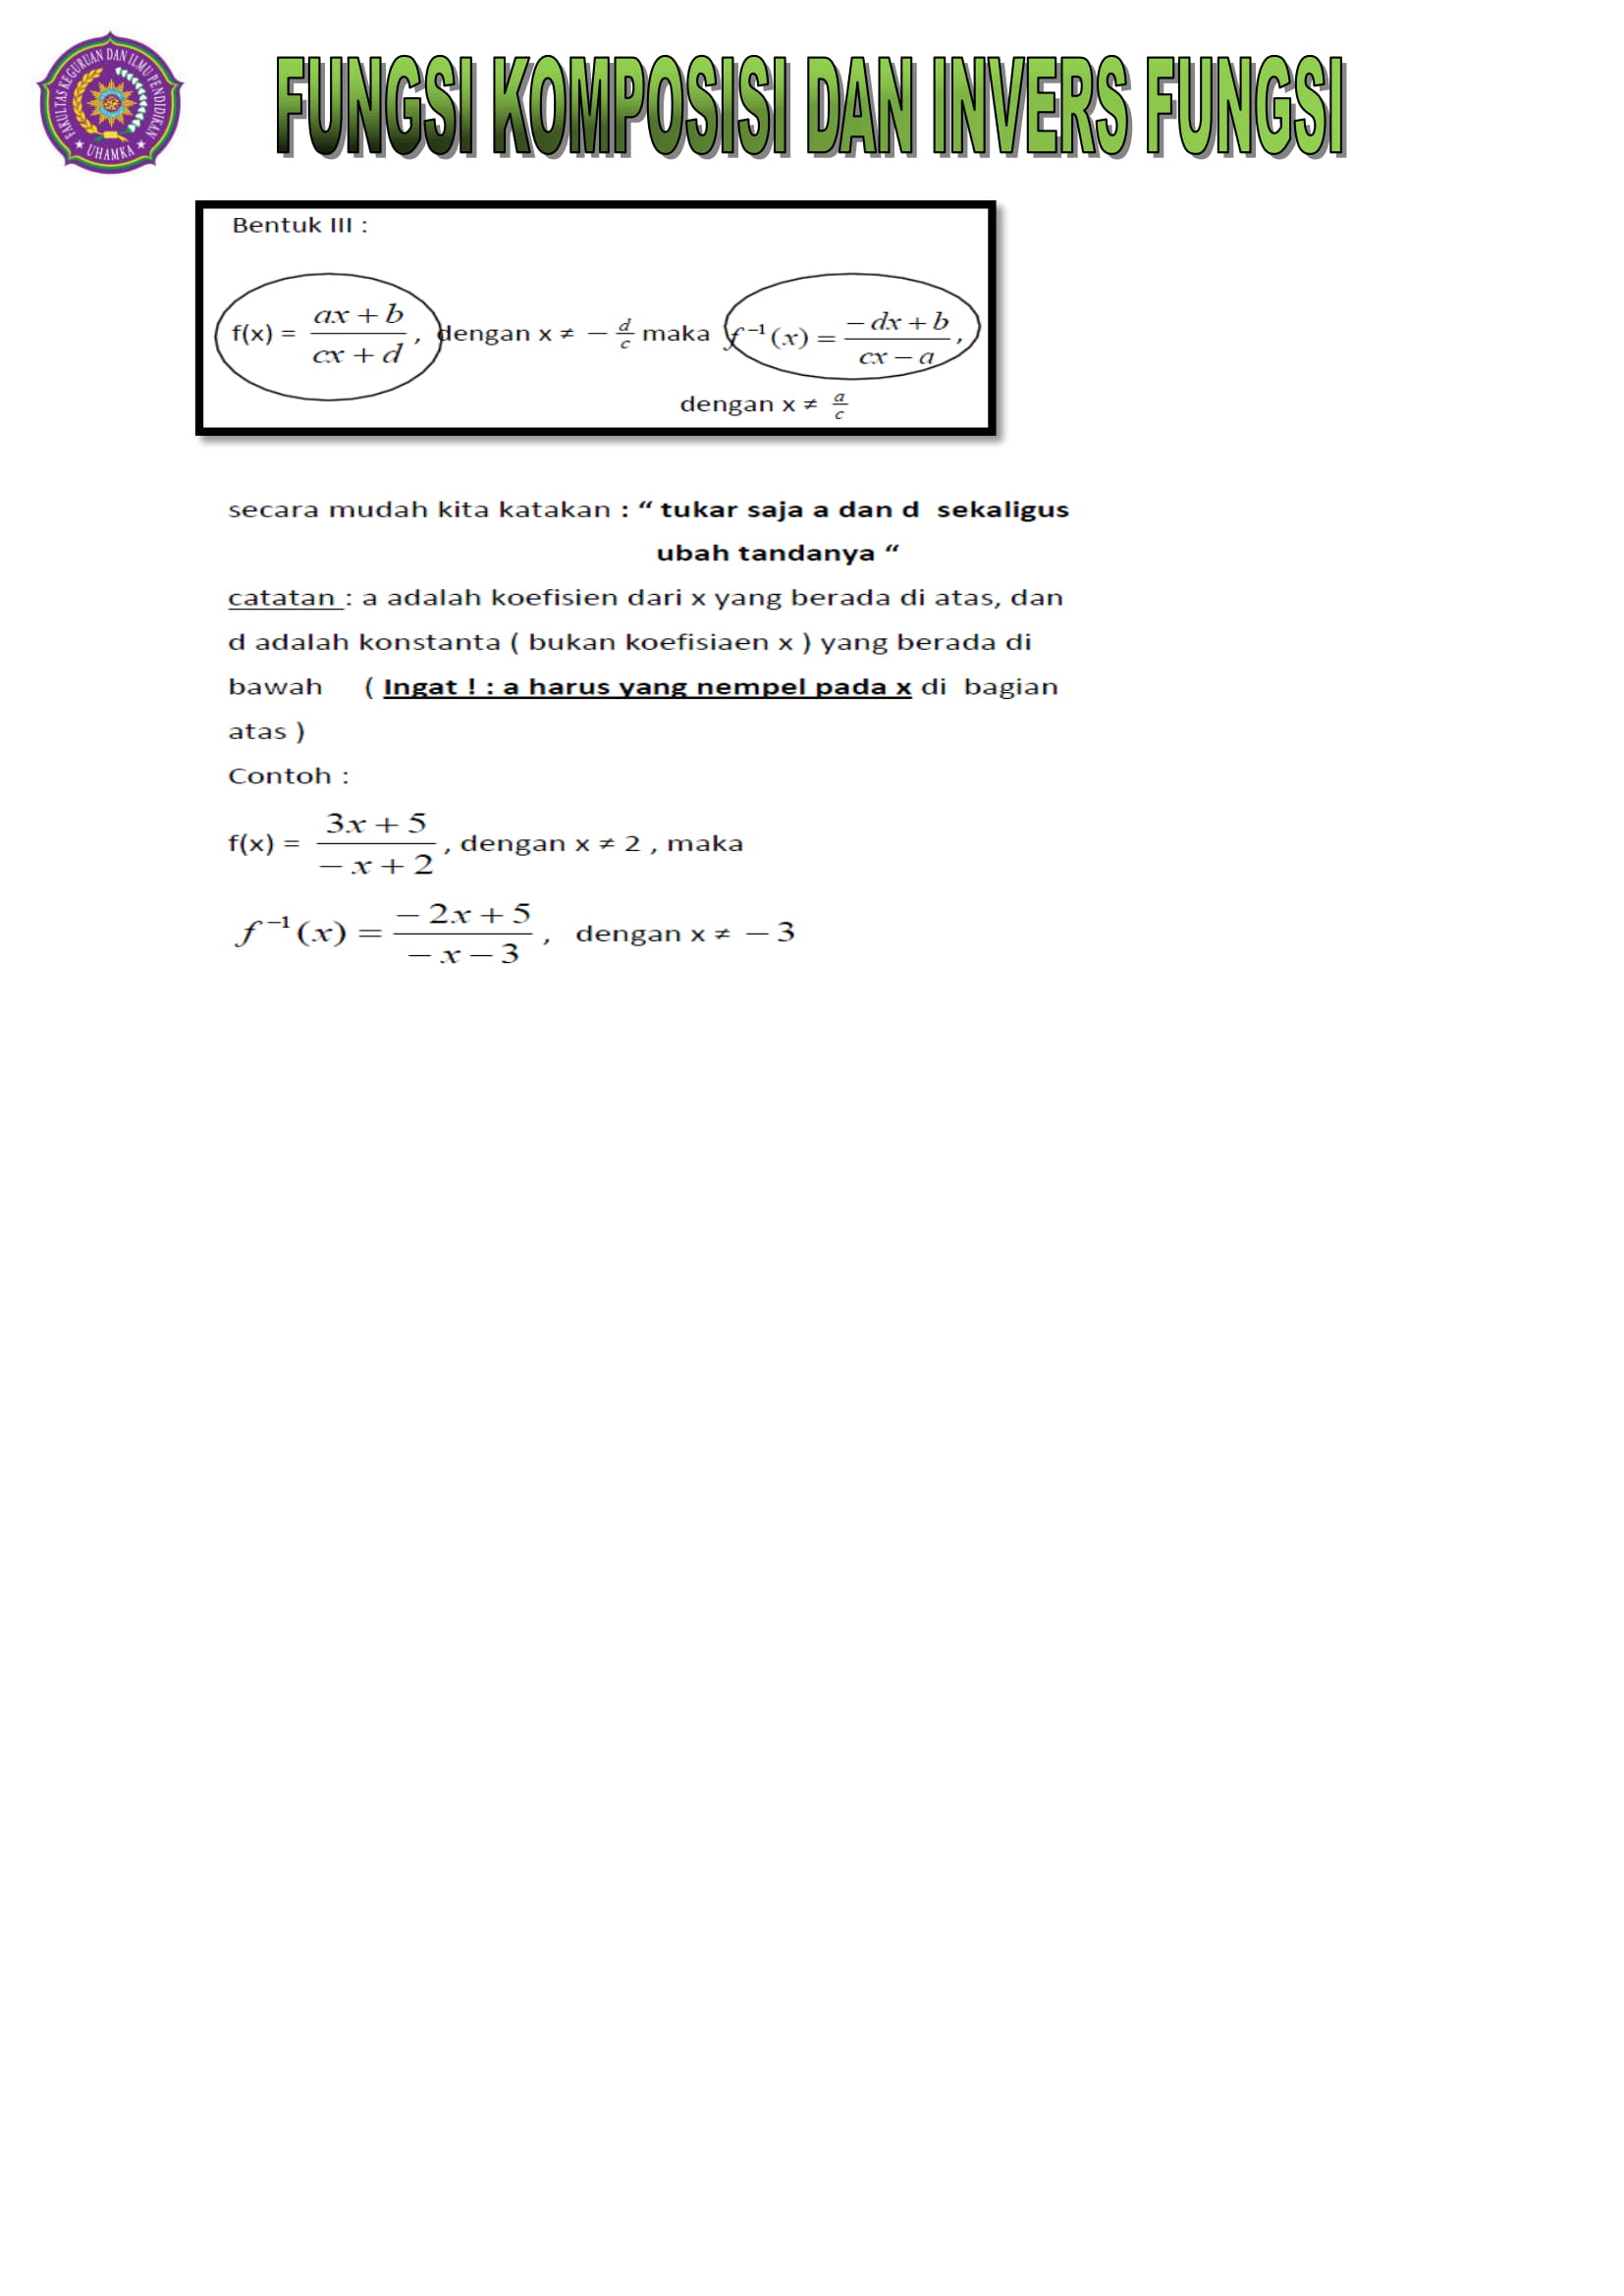 FAKULTAS KEGURUAN DAN ILMU PENDIDIKAN
★ UHAMKA ★
FUNGSI KOMPOSISI DAN INVERS FUNGSI
Bentuk III :
f(x) = \frac{ax + b}{cx + d} , dengan x ≠ − \frac{d}{c} maka f^{-1}(x) = \frac{-dx + b}{cx - a} ,
dengan x ≠ \frac{a}{c}
secara mudah kita katakan : “ tukar saja a dan d sekaligus
ubah tandanya “
catatan : a adalah koefisien dari x yang berada di atas, dan
d adalah konstanta ( bukan koefisiaen x ) yang berada di
bawah ( Ingat ! : a harus yang nempel pada x di bagian
atas )
Contoh :
f(x) = \frac{3x + 5}{-x + 2} , dengan x ≠ 2 , maka
f^{-1}(x) = \frac{-2x + 5}{-x - 3} , dengan x ≠ − 3